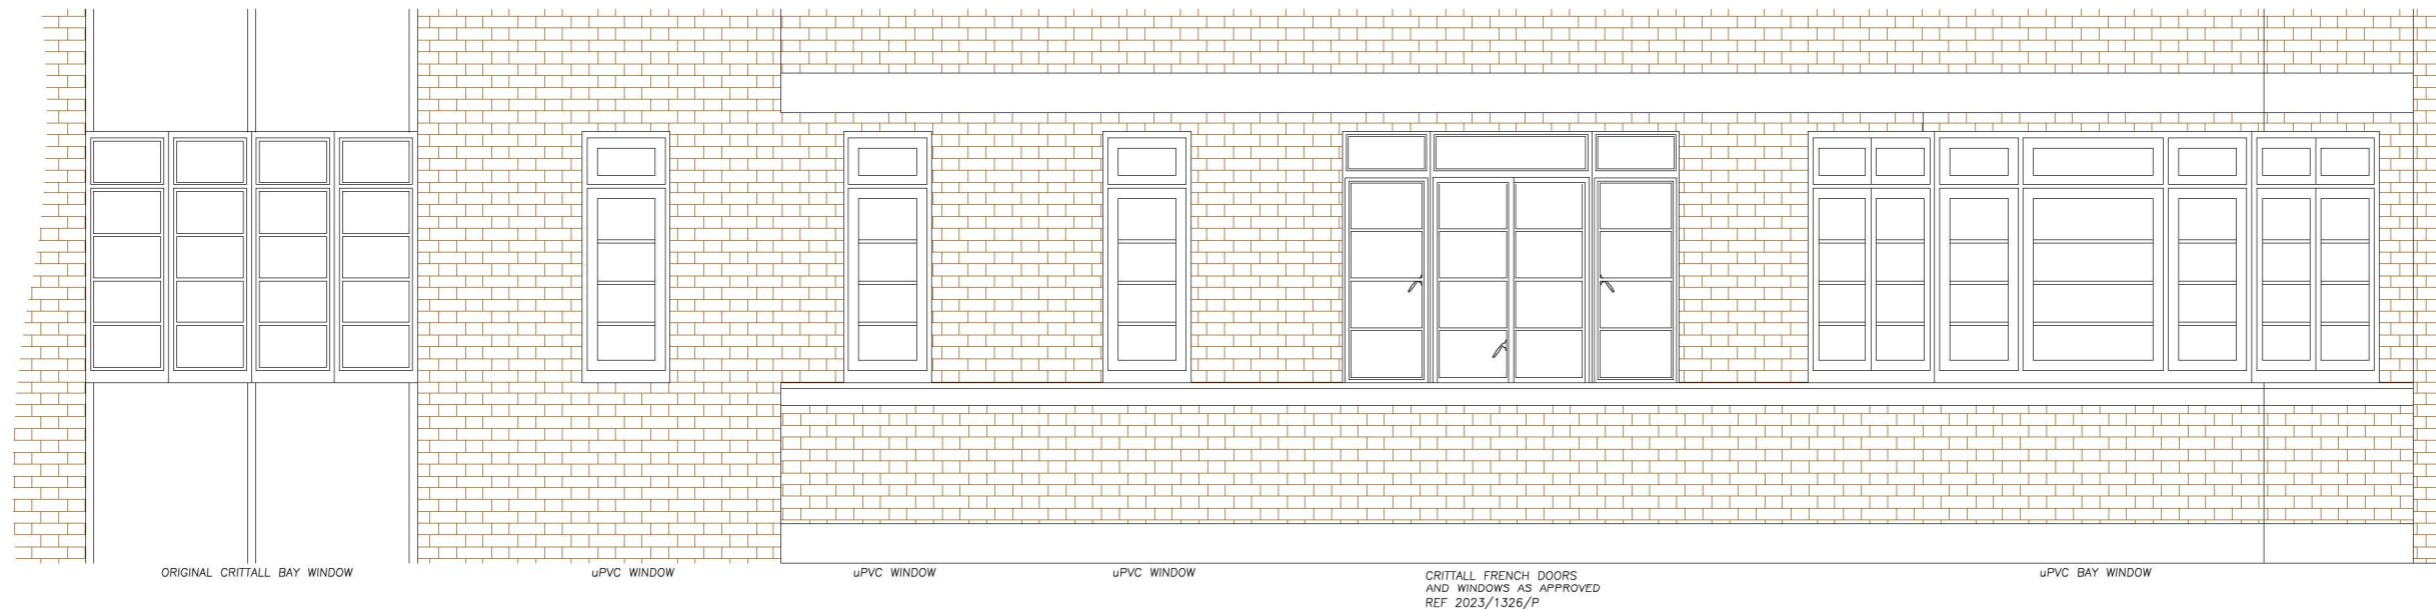 ORIGINAL CRITTALL BAY WINDOW
uPVC WINDOW
uPVC WINDOW
uPVC WINDOW
CRITTALL FRENCH DOORS
AND WINDOWS AS APPROVED
REF 2023/1326/P
uPVC BAY WINDOW